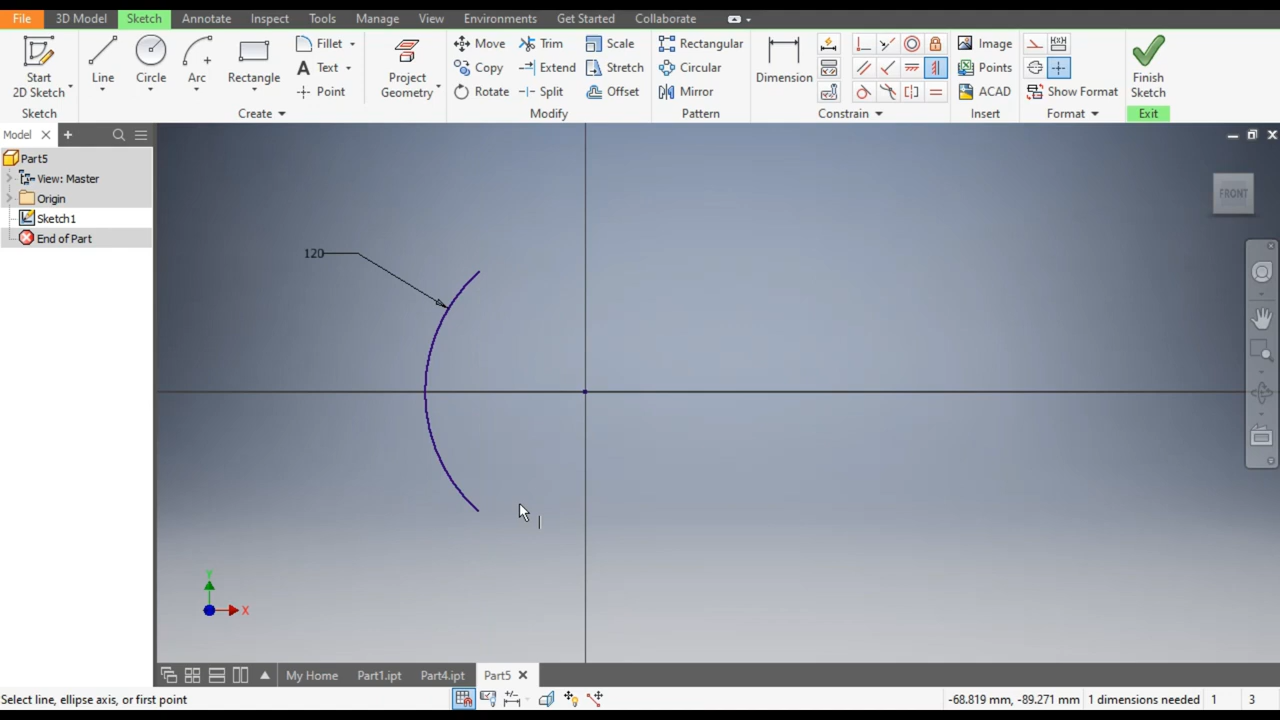 File 3D Model Sketch Annotate Inspect Tools Manage View Environments Get Started Collaborate
Start 2D Sketch
Sketch
Line Circle Arc Rectangle
Fillet
Text
Point
Create
Project Geometry
Move Trim Scale
Copy Extend Stretch
Rotate Split Offset
Modify
Rectangular
Circular
Mirror
Pattern
Dimension
Constrain
Image
Points
ACAD
Insert
Show Format
Format
Finish Sketch
Exit
Model
Part5
View: Master
Origin
Sketch1
End of Part
120
FRONT
Y
X
My Home Part1.ipt Part4.ipt Part5
Select line, ellipse axis, or first point
-68.819 mm, -89.271 mm 1 dimensions needed 1 3